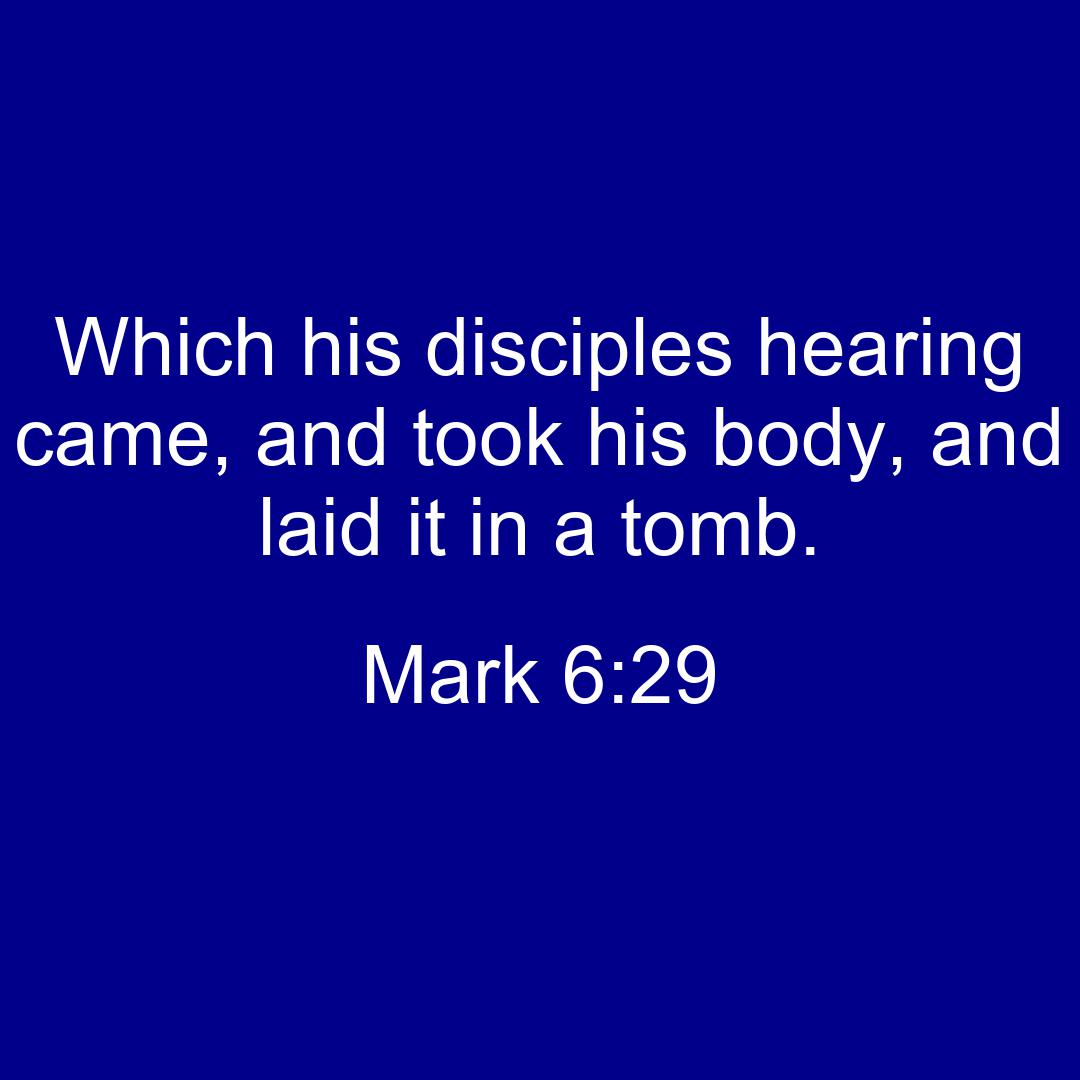 Which his disciples hearing
came, and took his body, and
laid it in a tomb.
Mark 6:29